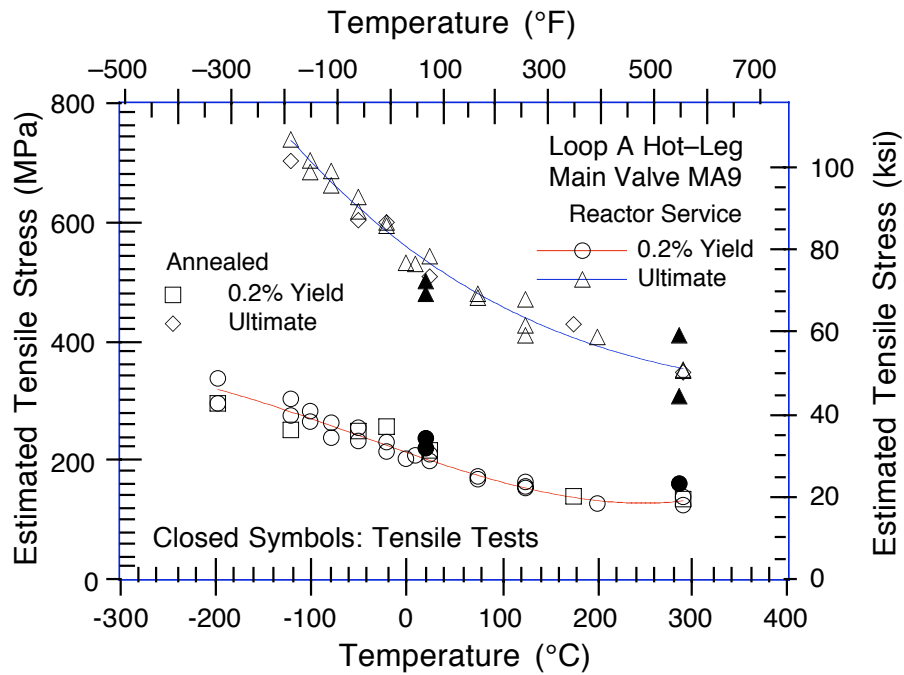 Temperature (°F)
–500 –300 –100 100 300 500 700
Estimated Tensile Stress (MPa)
800
600
400
200
0
Loop A Hot–Leg
Main Valve MA9
Reactor Service
0.2% Yield
Ultimate
Annealed
0.2% Yield
Ultimate
Closed Symbols: Tensile Tests
100
80
60
40
20
0
Estimated Tensile Stress (ksi)
-300 -200 -100 0 100 200 300 400
Temperature (°C)